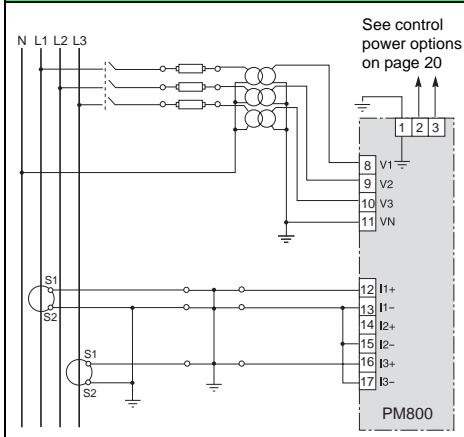 See control
power options
on page 20
N L1 L2 L3
1 2 3
8 V1
9 V2
10 V3
11 VN
S1
S2
12 I1+
13 I1–
14 I2+
15 I2–
16 I3+
17 I3–
S1
S2
PM800